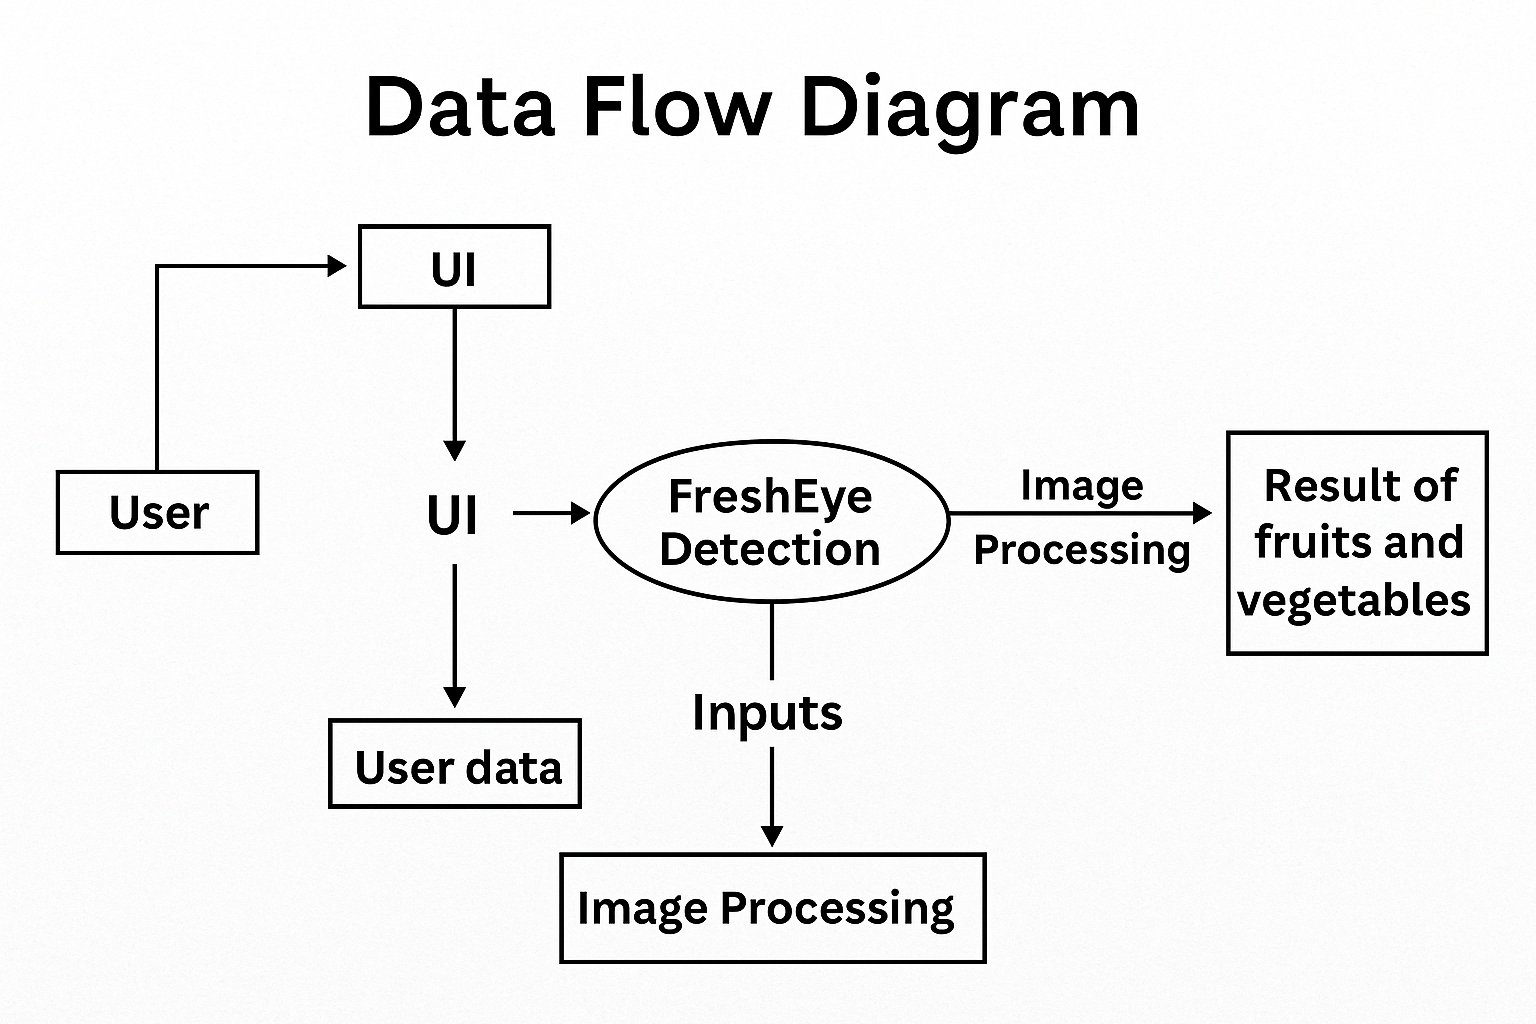 Data Flow Diagram
UI
User
UI
FreshEye
Detection
Image
Processing
Result of
fruits and
vegetables
Inputs
User data
Image Processing